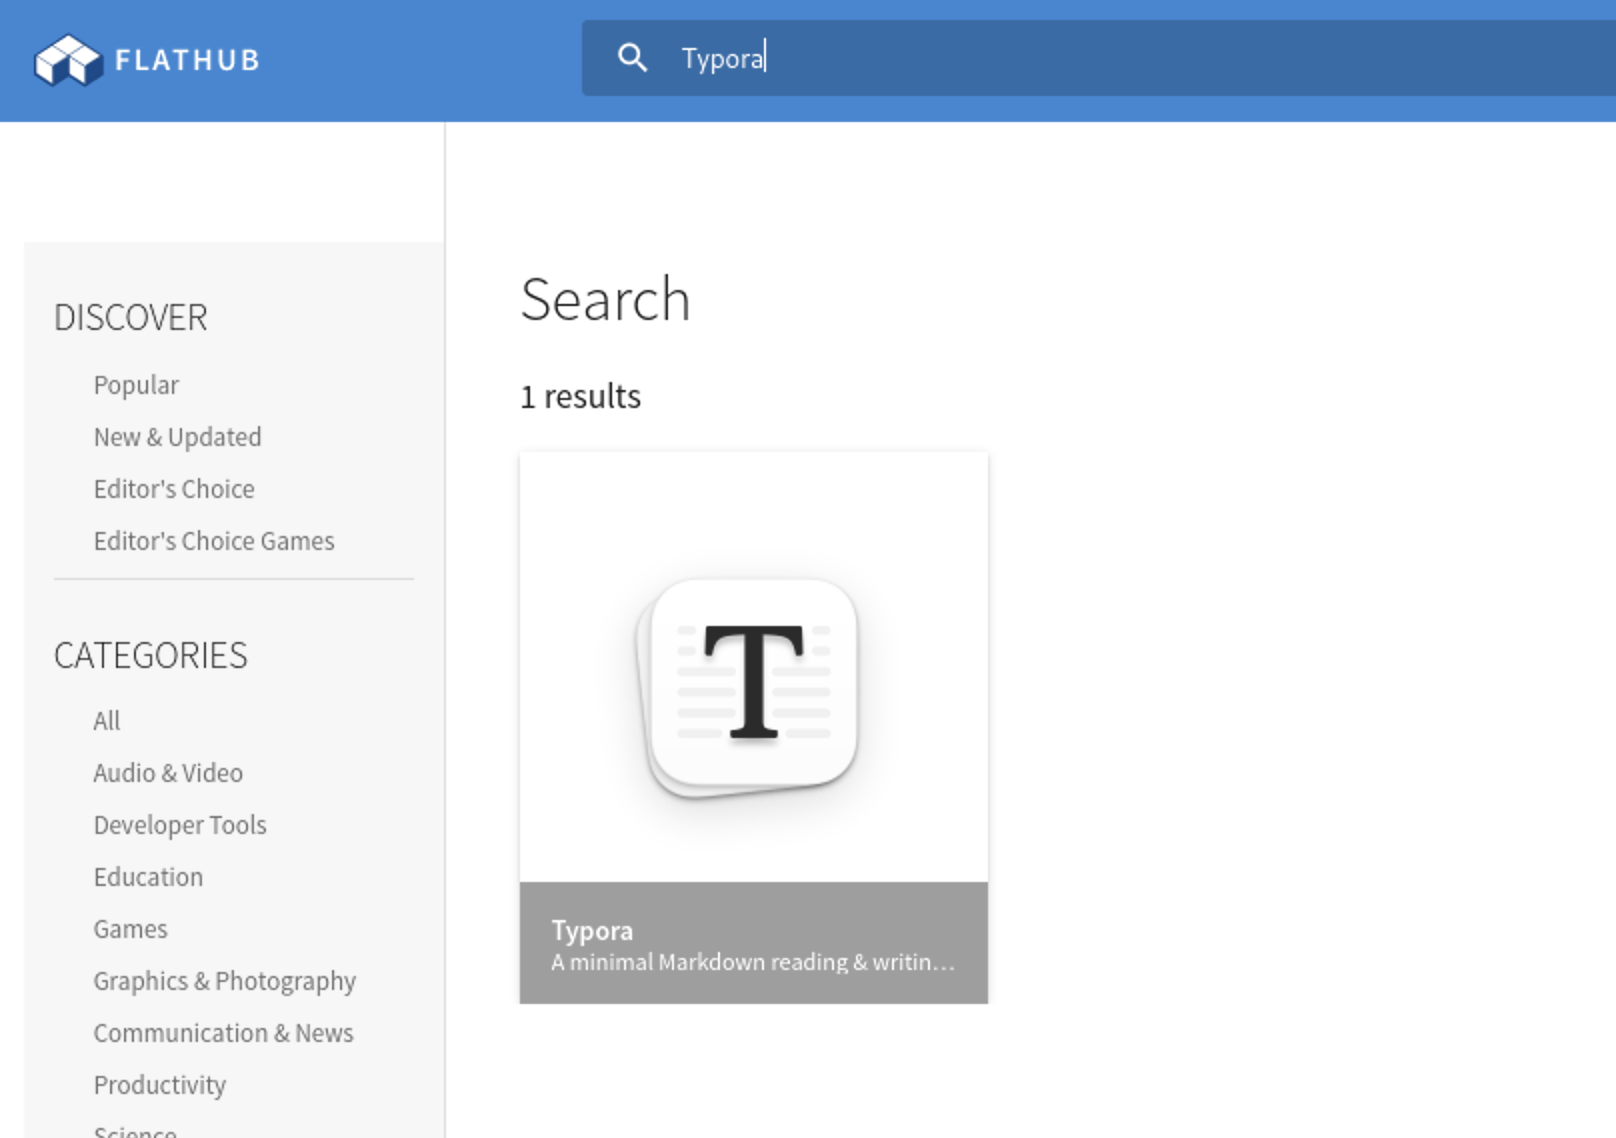 FLATHUB
Typora
DISCOVER
Popular
New & Updated
Editor's Choice
Editor's Choice Games
CATEGORIES
All
Audio & Video
Developer Tools
Education
Games
Graphics & Photography
Communication & News
Productivity
Science
Search
1 results
T
Typora
A minimal Markdown reading & writin…